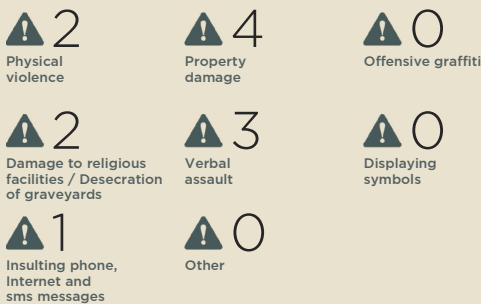 2
Physical
violence
4
Property
damage
0
Offensive graffiti
2
Damage to religious
facilities / Desecration
of graveyards
3
Verbal
assault
0
Displaying
symbols
1
Insulting phone,
Internet and
sms messages
0
Other